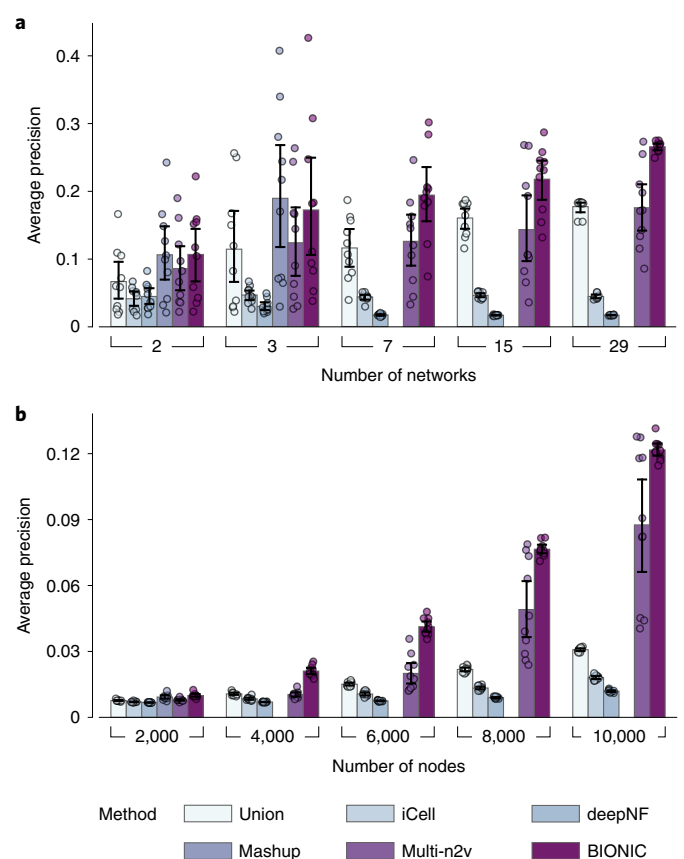 a
Average precision
0.4
0.3
0.2
0.1
0
2 3 7 15 29
Number of networks
b
Average precision
0.12
0.09
0.06
0.03
0
2,000 4,000 6,000 8,000 10,000
Number of nodes
Method Union iCell deepNF
Mashup Multi-n2v BIONIC